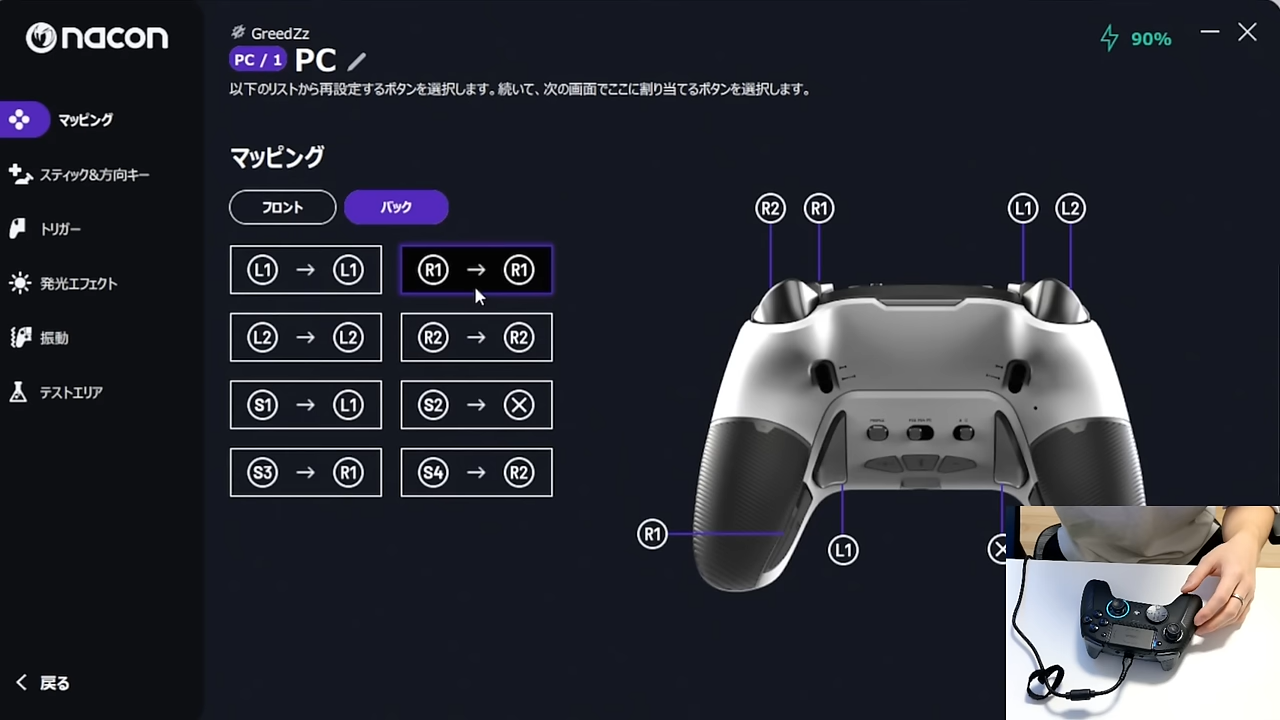 nacon
GreedZz
90%
PC / 1 PC
以下のリストから再設定するボタンを選択します。続いて、次の画面でここに割り当てるボタンを選択します。
マッピング
スティック&方向キー
トリガー
発光エフェクト
振動
テストエリア
戻る
マッピング
フロント バック
L1 → L1 R1 → R1
L2 → L2 R2 → R2
S1 → L1 S2 →
S3 → R1 S4 → R2
R2 R1 L1 L2
R1 L1